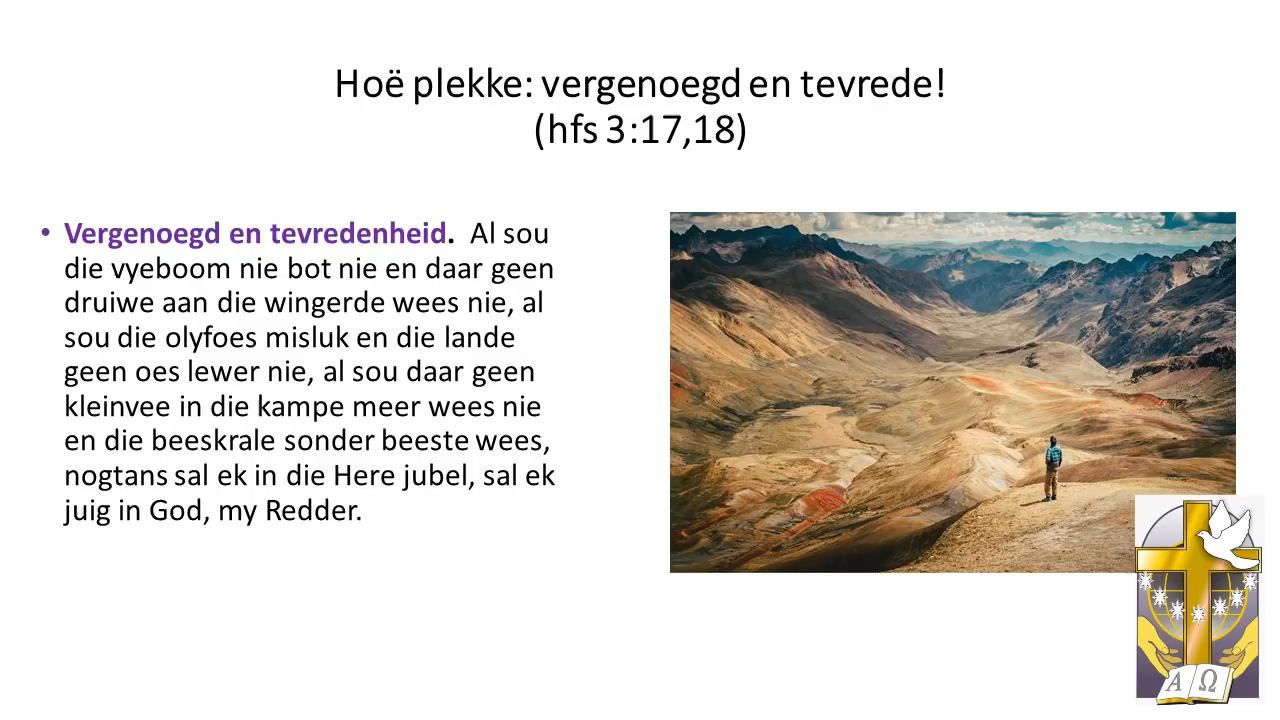 Hoë plekke: vergenoegd en tevrede!
(hfs 3:17,18)
• Vergenoegd en tevredenheid. Al sou
die vyeboom nie bot nie en daar geen
druiwe aan die wingerde wees nie, al
sou die olyfoes misluk en die lande
geen oes lewer nie, al sou daar geen
kleinvee in die kampe meer wees nie
en die beeskrale sonder beeste wees,
nogtans sal ek in die Here jubel, sal ek
juig in God, my Redder.
Α Ω